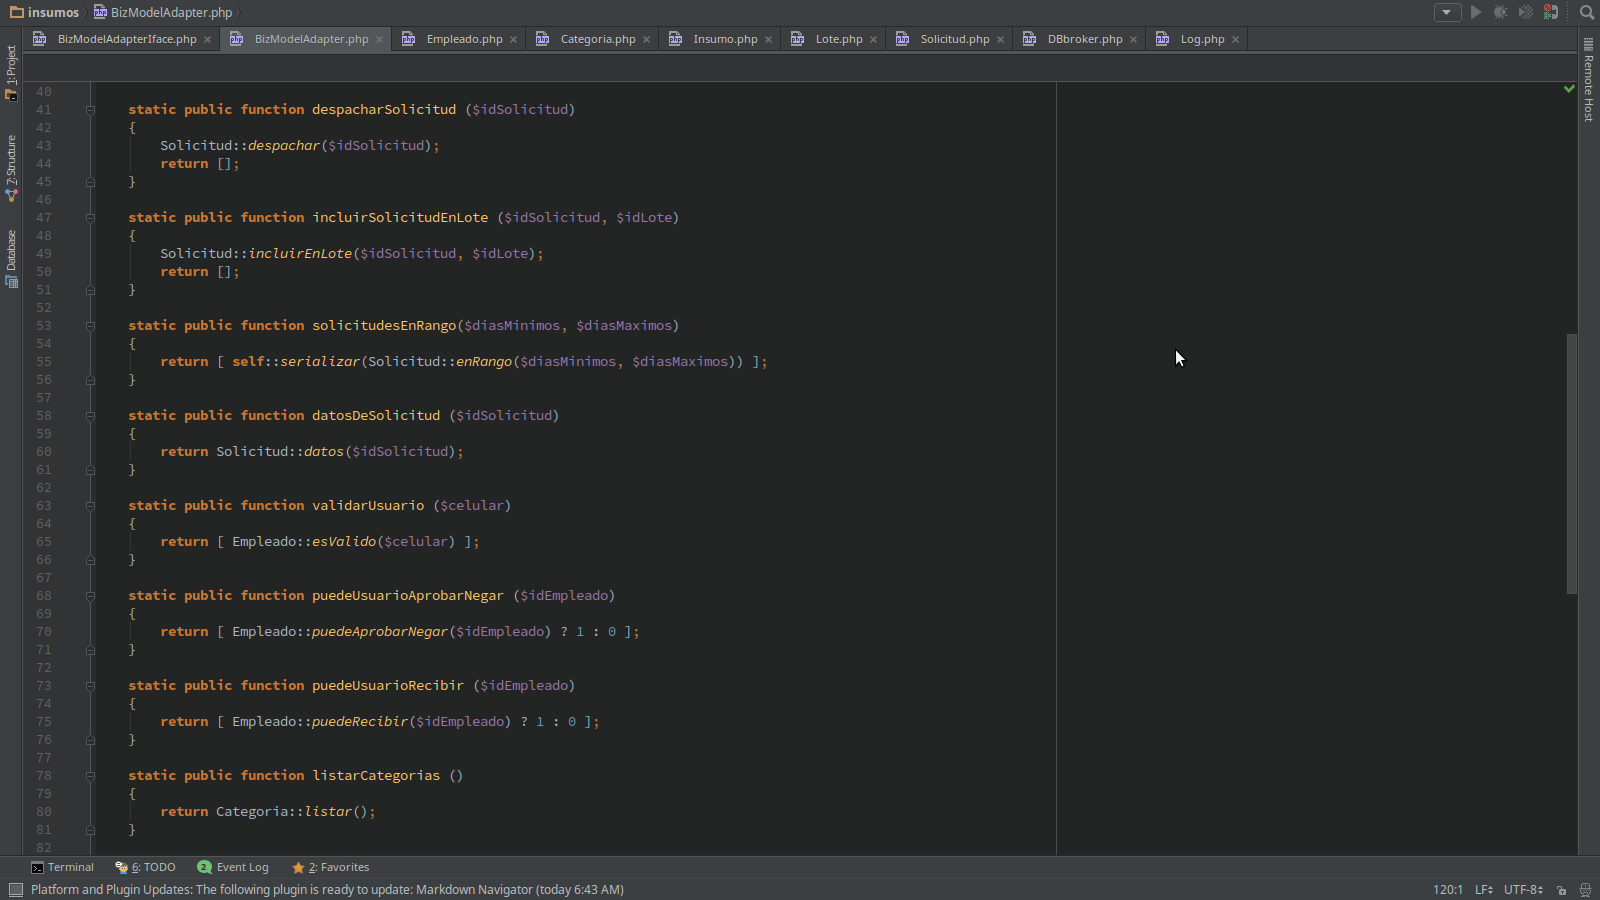 insumos BizModelAdapter.php
BizModelAdapterIface.php BizModelAdapter.php Empleado.php Categoria.php Insumo.php Lote.php Solicitud.php DBbroker.php Log.php
1: Project
7: Structure
Database
Remote Host
40
41 static public function despacharSolicitud ($idSolicitud)
42 {
43 Solicitud::despachar($idSolicitud);
44 return [];
45 }
46
47 static public function incluirSolicitudEnLote ($idSolicitud, $idLote)
48 {
49 Solicitud::incluirEnLote($idSolicitud, $idLote);
50 return [];
51 }
52
53 static public function solicitudesEnRango($diasMinimos, $diasMaximos)
54 {
55 return [ self::serializar(Solicitud::enRango($diasMinimos, $diasMaximos)) ];
56 }
57
58 static public function datosDeSolicitud ($idSolicitud)
59 {
60 return Solicitud::datos($idSolicitud);
61 }
62
63 static public function validarUsuario ($celular)
64 {
65 return [ Empleado::esValido($celular) ];
66 }
67
68 static public function puedeUsuarioAprobarNegar ($idEmpleado)
69 {
70 return [ Empleado::puedeAprobarNegar($idEmpleado) ? 1 : 0 ];
71 }
72
73 static public function puedeUsuarioRecibir ($idEmpleado)
74 {
75 return [ Empleado::puedeRecibir($idEmpleado) ? 1 : 0 ];
76 }
77
78 static public function listarCategorias ()
79 {
80 return Categoria::listar();
81 }
82
Terminal 6: TODO 2 Event Log 2: Favorites
Platform and Plugin Updates: The following plugin is ready to update: Markdown Navigator (today 6:43 AM) 120:1 LF UTF-8